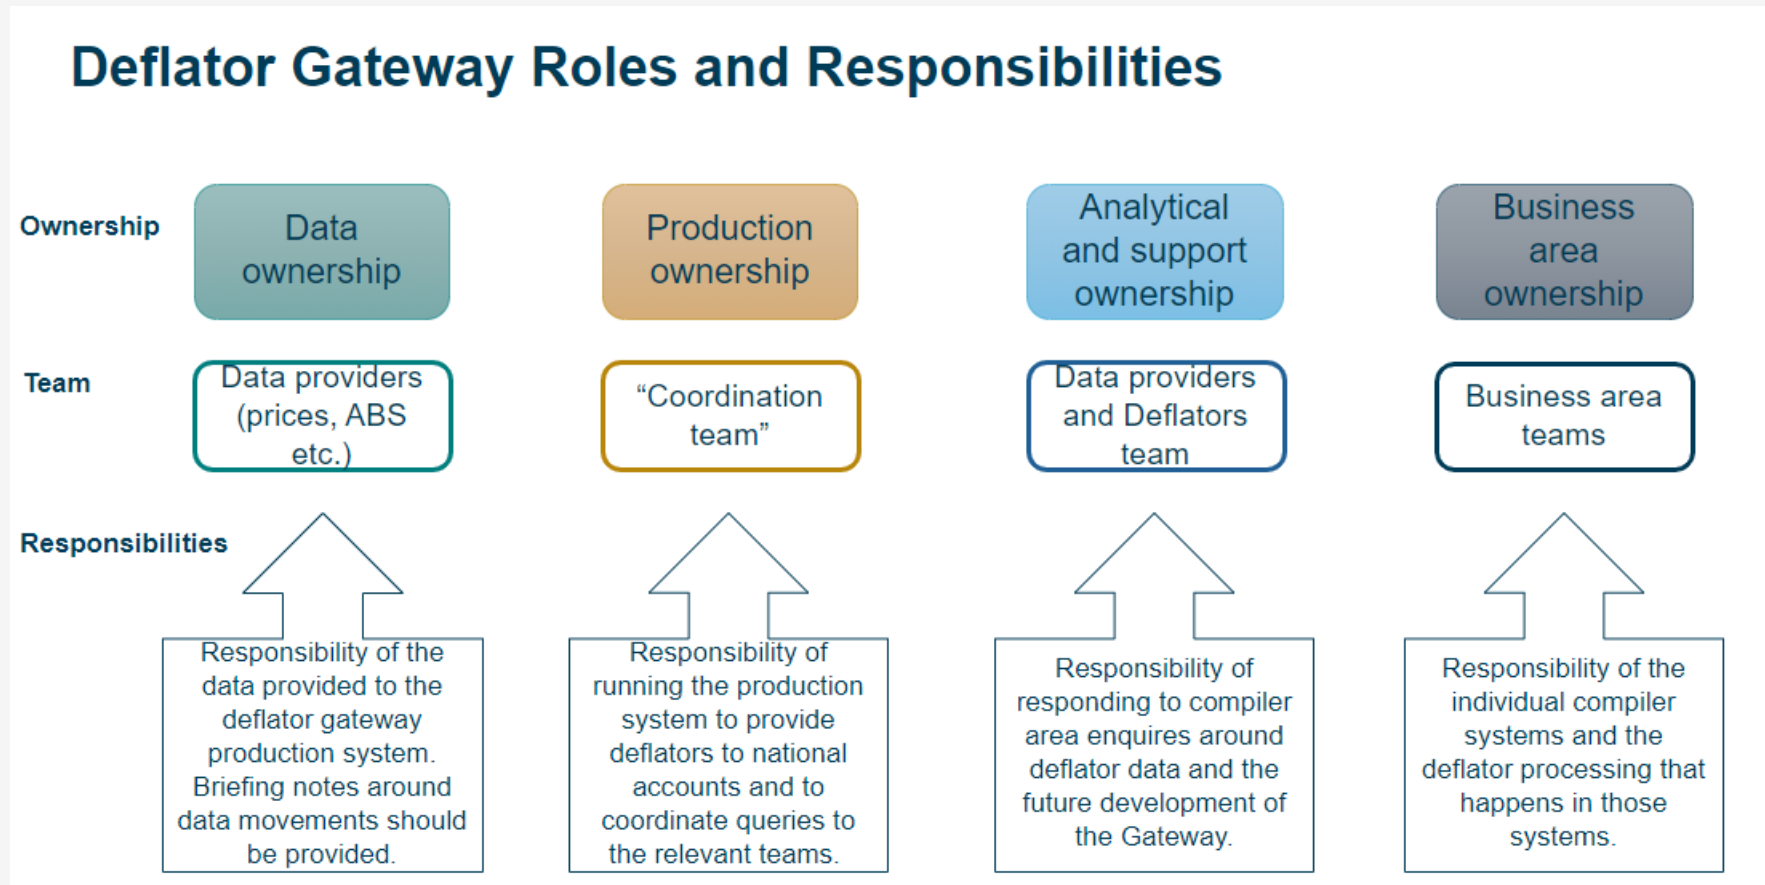 Deflator Gateway Roles and Responsibilities
Ownership
Data
ownership
Production
ownership
Analytical
and support
ownership
Business
area
ownership
Team
Data providers
(prices, ABS
etc.)
“Coordination
team”
Data providers
and Deflators
team
Business area
teams
Responsibilities
Responsibility of the
data provided to the
deflator gateway
production system.
Briefing notes around
data movements should
be provided.
Responsibility of
running the production
system to provide
deflators to national
accounts and to
coordinate queries to
the relevant teams.
Responsibility of
responding to compiler
area enquires around
deflator data and the
future development of
the Gateway.
Responsibility of the
individual compiler
systems and the
deflator processing that
happens in those
systems.